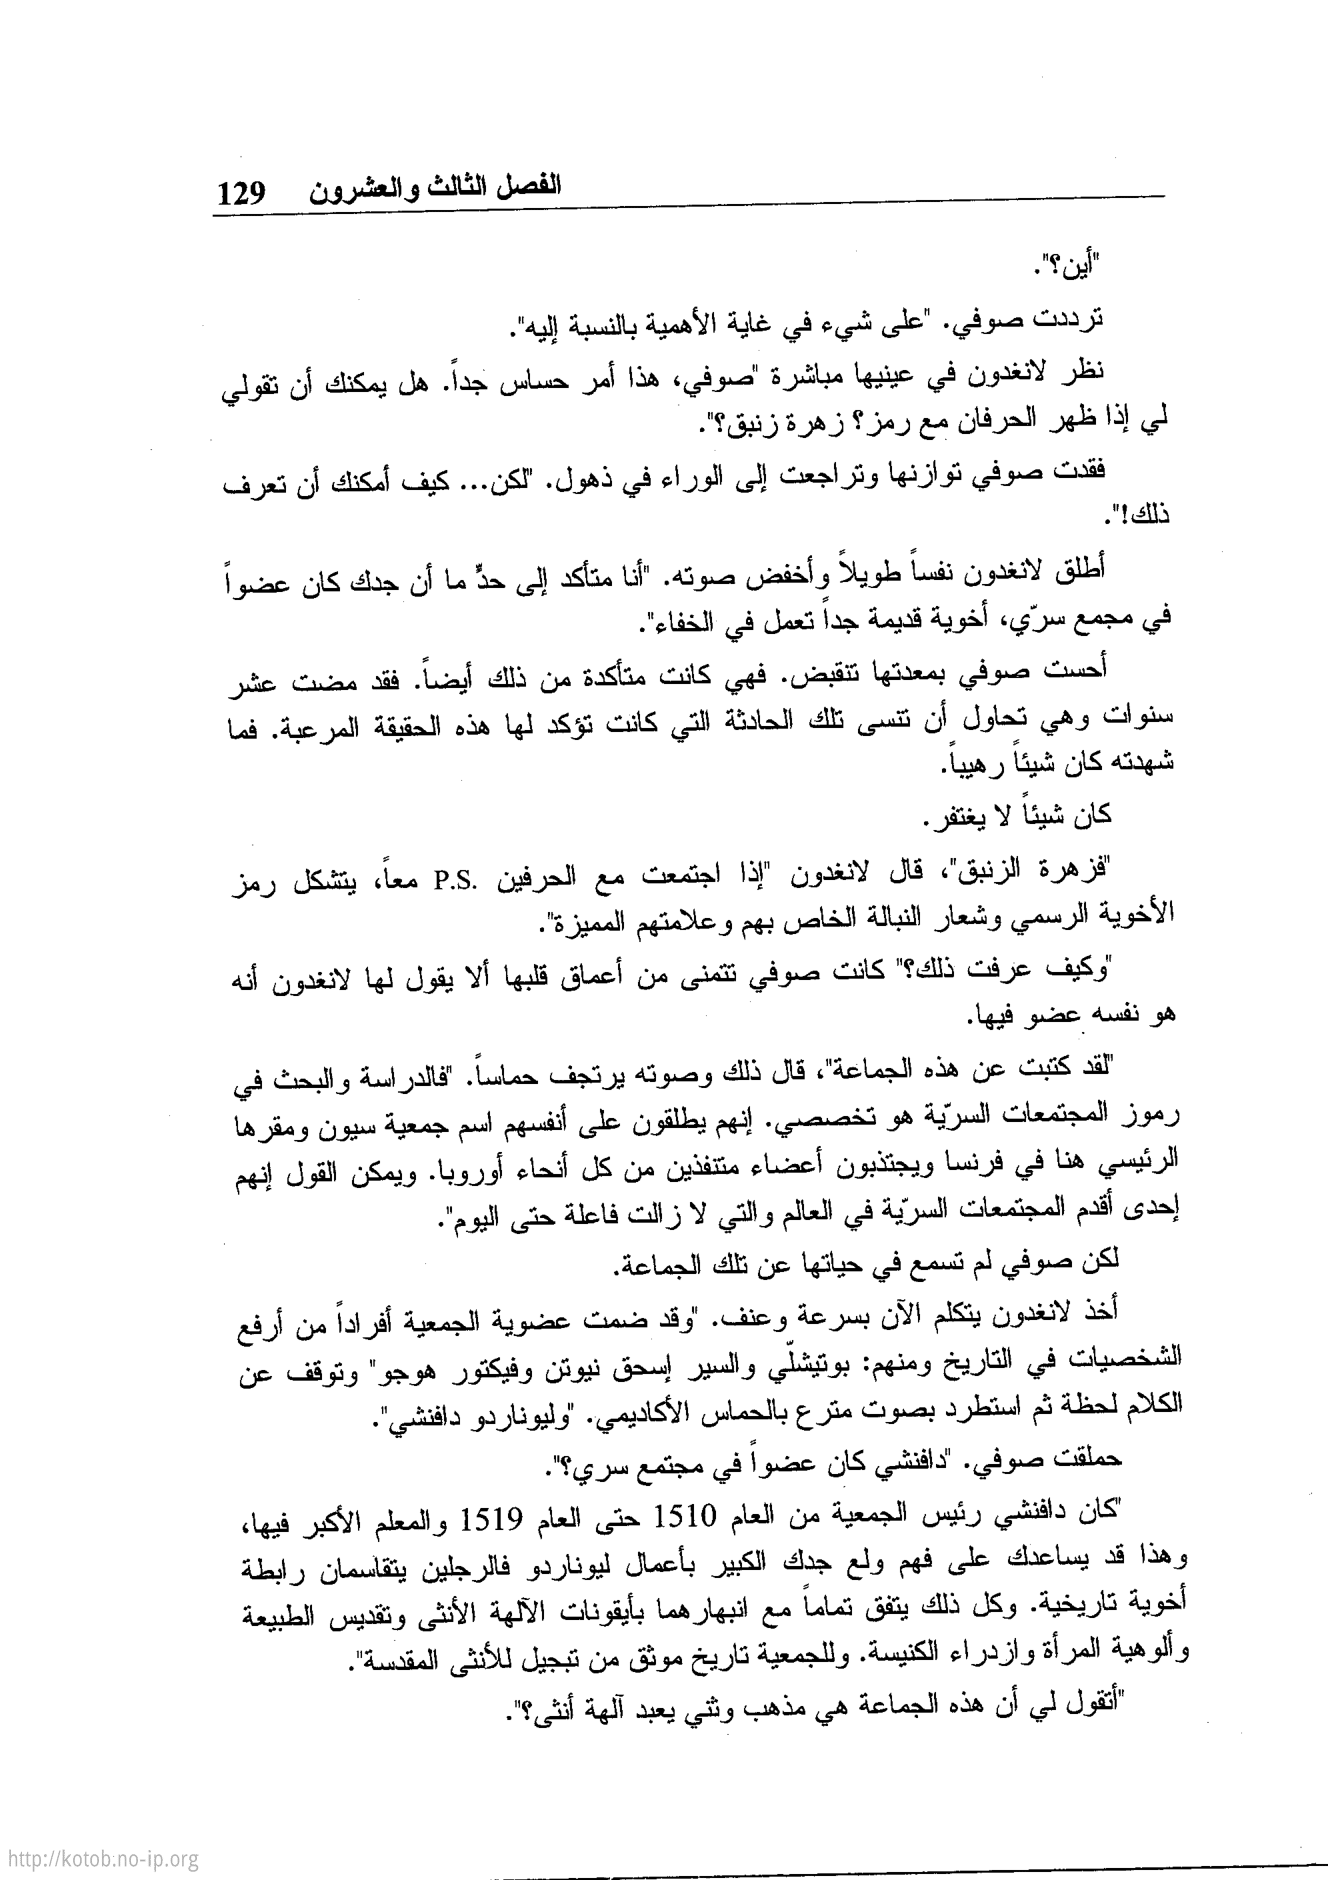 الفصل الثالث والعشرون 129
"أين؟".
ترددت صوفي. "على شيء في غاية الأهمية بالنسبة إليه".
نظر لانغدون في عينيها مباشرة "صوفي، هذا أمر حساس جداً. هل يمكنك أن تقولي
لي إذا ظهر الحرفان مع رمز؟ زهرة زنبق؟".
فقدت صوفي توازنها وتراجعت إلى الوراء في ذهول. "لكن... كيف أمكنك أن تعرف
ذلك!".
أطلق لانغدون نفساً طويلاً وأخفض صوته. "أنا متأكد إلى حدٍّ ما أن جدك كان عضواً
في مجمع سرّي، أخوية قديمة جداً تعمل في الخفاء".
أحست صوفي بمعدتها تنقبض. فهي كانت متأكدة من ذلك أيضاً. فقد مضت عشر
سنوات وهي تحاول أن تنسى تلك الحادثة التي كانت تؤكد لها هذه الحقيقة المرعبة. فما
شهدته كان شيئاً رهيباً.
كان شيئاً لا يغتفر.
"فزهرة الزنبق"، قال لانغدون "إذا اجتمعت مع الحرفين P.S. معاً، يتشكل رمز
الأخوية الرسمي وشعار النبالة الخاص بهم وعلامتهم المميزة".
"وكيف عرفت ذلك؟" كانت صوفي تتمنى من أعماق قلبها ألا يقول لها لانغدون أنه
هو نفسه عضو فيها.
"لقد كتبت عن هذه الجماعة"، قال ذلك وصوته يرتجف حماساً. "فالدراسة والبحث في
رموز المجتمعات السرّية هو تخصصي. إنهم يطلقون على أنفسهم اسم جمعية سيون ومقرها
الرئيسي هنا في فرنسا ويجتذبون أعضاء متنفذين من كل أنحاء أوروبا. ويمكن القول إنهم
إحدى أقدم المجتمعات السرّية في العالم والتي لا زالت فاعلة حتى اليوم".
لكن صوفي لم تسمع في حياتها عن تلك الجماعة.
أخذ لانغدون يتكلم الآن بسرعة وعنف. "وقد ضمت عضوية الجمعية أفراداً من أرفع
الشخصيات في التاريخ ومنهم: بوتيشلّي والسير إسحق نيوتن وفيكتور هوجو" وتوقف عن
الكلام لحظة ثم استطرد بصوت مترع بالحماس الأكاديمي. "وليوناردو دافنشي".
حملقت صوفي. "دافنشي كان عضواً في مجتمع سري؟".
"كان دافنشي رئيس الجمعية من العام 1510 حتى العام 1519 والمعلم الأكبر فيها،
وهذا قد يساعدك على فهم ولع جدك الكبير بأعمال ليوناردو فالرجلين يتقاسمان رابطة
أخوية تاريخية. وكل ذلك يتفق تماماً مع انبهارهما بأيقونات الآلهة الأنثى وتقديس الطبيعة
وألوهية المرأة وازدراء الكنيسة. وللجمعية تاريخ موثق من تبجيل للأنثى المقدسة".
"أتقول لي أن هذه الجماعة هي مذهب وثني يعبد آلهة أنثى؟".
http://kotob.no-ip.org